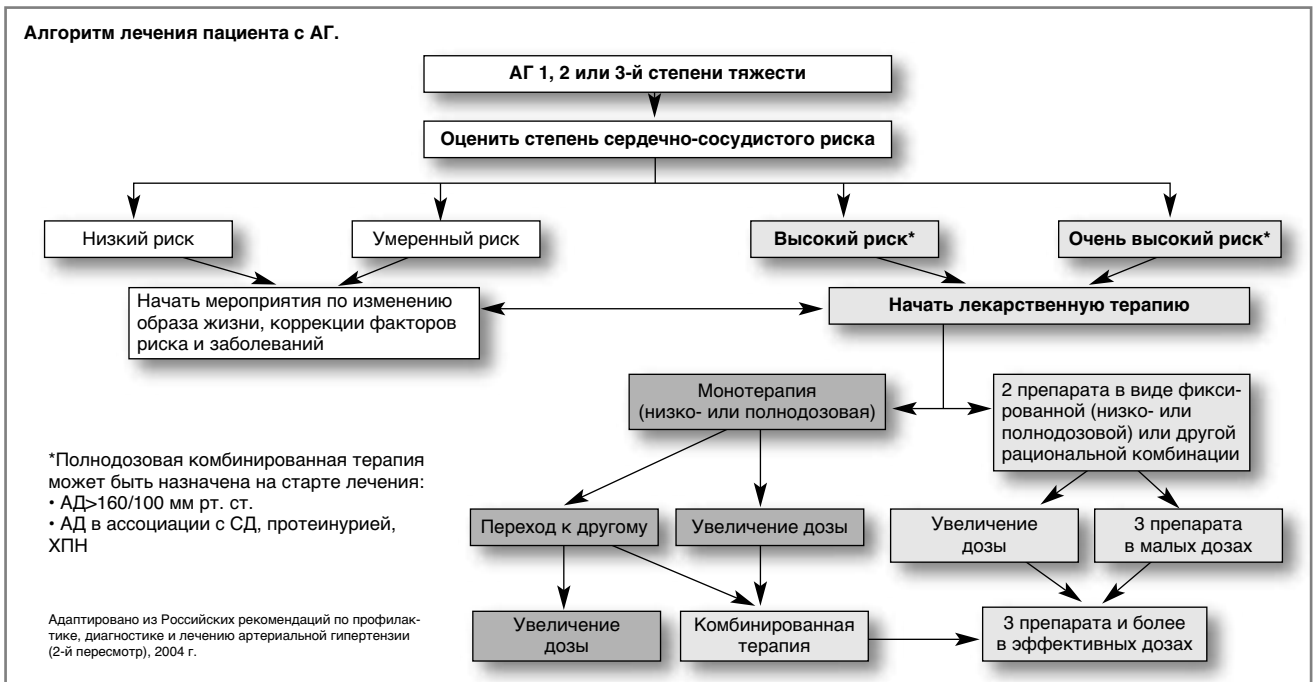 Алгоритм лечения пациента с АГ.
АГ 1, 2 или 3-й степени тяжести
Оценить степень сердечно-сосудистого риска
Низкий риск
Умеренный риск
Высокий риск*
Очень высокий риск*
Начать мероприятия по изменению
образа жизни, коррекции факторов
риска и заболеваний
Начать лекарственную терапию
Монотерапия
(низко- или полнодозовая)
2 препарата в виде фикси-
рованной (низко- или
полнодозовой) или другой
рациональной комбинации
*Полнодозовая комбинированная терапия
может быть назначена на старте лечения:
• АД>160/100 мм рт. ст.
• АД в ассоциации с СД, протеинурией,
ХПН
Переход к другому
Увеличение дозы
Увеличение
дозы
3 препарата
в малых дозах
Увеличение
дозы
Комбинированная
терапия
3 препарата и более
в эффективных дозах
Адаптировано из Российских рекомендаций по профилак-
тике, диагностике и лечению артериальной гипертензии
(2-й пересмотр), 2004 г.